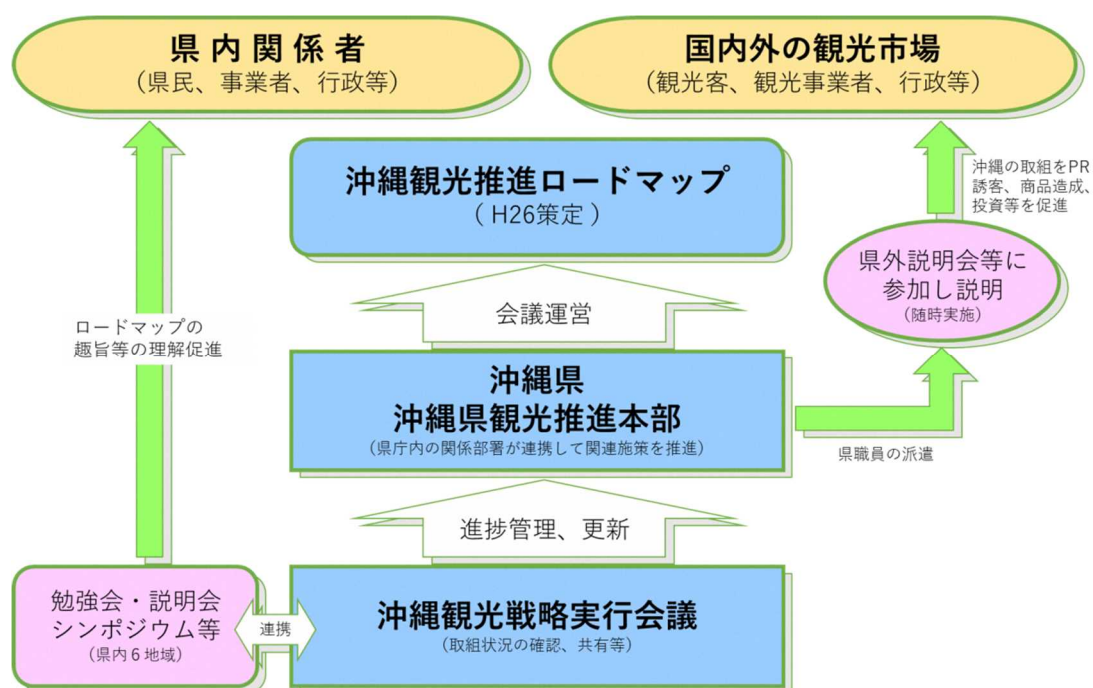 県内関係者
（県民、事業者、行政等）
国内外の観光市場
（観光客、観光事業者、行政等）
沖縄観光推進ロードマップ
（ H26策定 ）
沖縄の取組をPR
誘客、商品造成、
投資等を促進
県外説明会等に
参加し説明
（随時実施）
会議運営
ロードマップの
趣旨等の理解促進
沖縄県
沖縄県観光推進本部
（県庁内の関係部署が連携して関連施策を推進）
県職員の派遣
進捗管理、更新
勉強会・説明会
シンポジウム等
（県内６地域）
連携
沖縄観光戦略実行会議
（取組状況の確認、共有等）